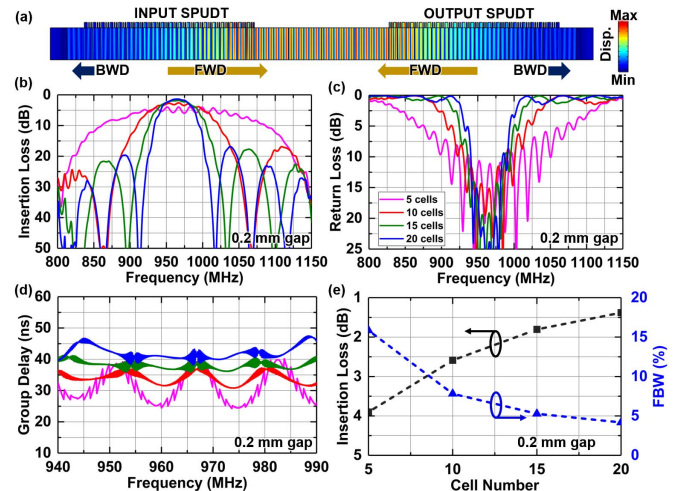 (a)
INPUT SPUDT
OUTPUT SPUDT
BWD
FWD
FWD
BWD
Disp.
Max
Min
(b)
Insertion Loss (dB)
0
10
20
30
40
50
800 850 900 950 1000 1050 1100 1150
Frequency (MHz)
0.2 mm gap
(c)
Return Loss (dB)
0
5
10
15
20
25
5 cells
10 cells
15 cells
20 cells
0.2 mm gap
800 850 900 950 1000 1050 1100 1150
Frequency (MHz)
(d)
Group Delay (ns)
60
50
40
30
20
10
0.2 mm gap
940 950 960 970 980 990
Frequency (MHz)
(e)
Insertion Loss (dB)
1
2
3
4
5
FBW (%)
20
15
10
5
0
0.2 mm gap
5 10 15 20
Cell Number